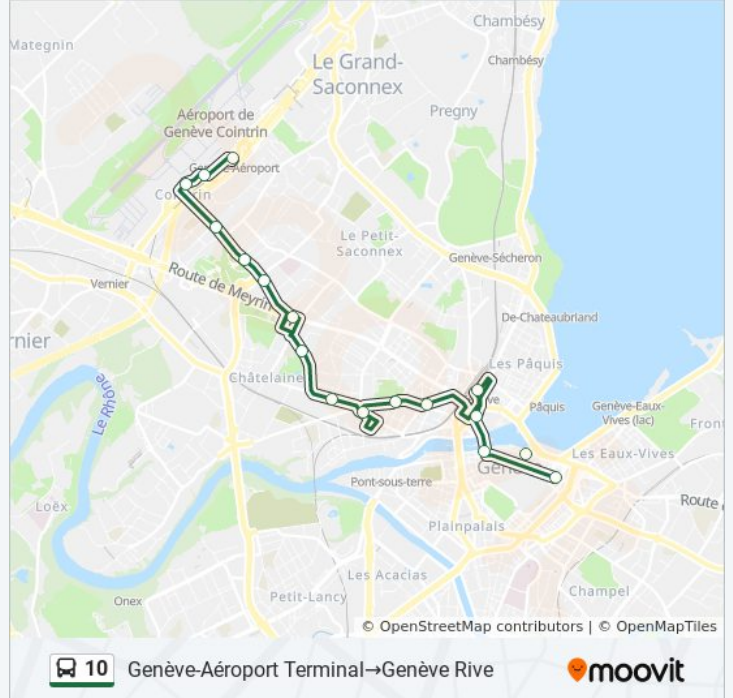 Mategnin
Chambésy
Le Grand-
Saconnex
Chambésy
Pregny
Aéroport de
Genève Cointrin
Genève-Aéroport
Cointrin
Le Petit-
Saconnex
Genève-Sécheron
Route de Meyrin
Vernier
De-Chateaubriand
rnier
Les Pâquis
Châtelaine
Le Rhône
ve
Pâquis
Genève-Eaux-
Vives (lac)
Front
Les Eaux-Vives
Genè
Pont-sous-terre
Route
Loëx
Plainpalais
Les Acacias
Champel
Petit-Lancy
Onex
© OpenStreetMap contributors | © OpenMapTiles
10 Genève-Aéroport Terminal→Genève Rive
moovit